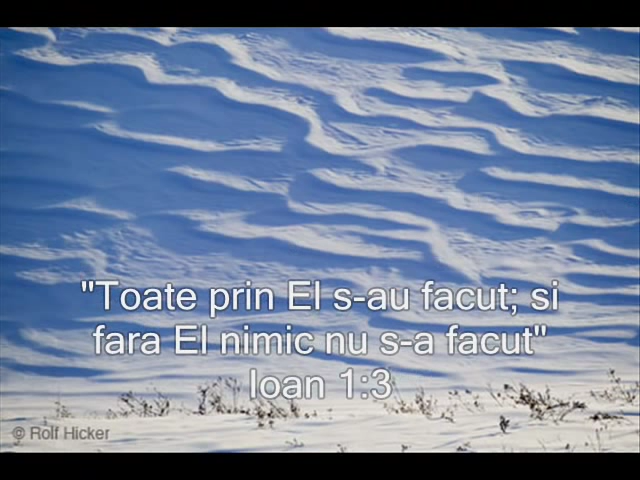 "Toate prin El s-au facut; si
fara El nimic nu s-a facut"
Ioan 1:3
© Rolf Hicker